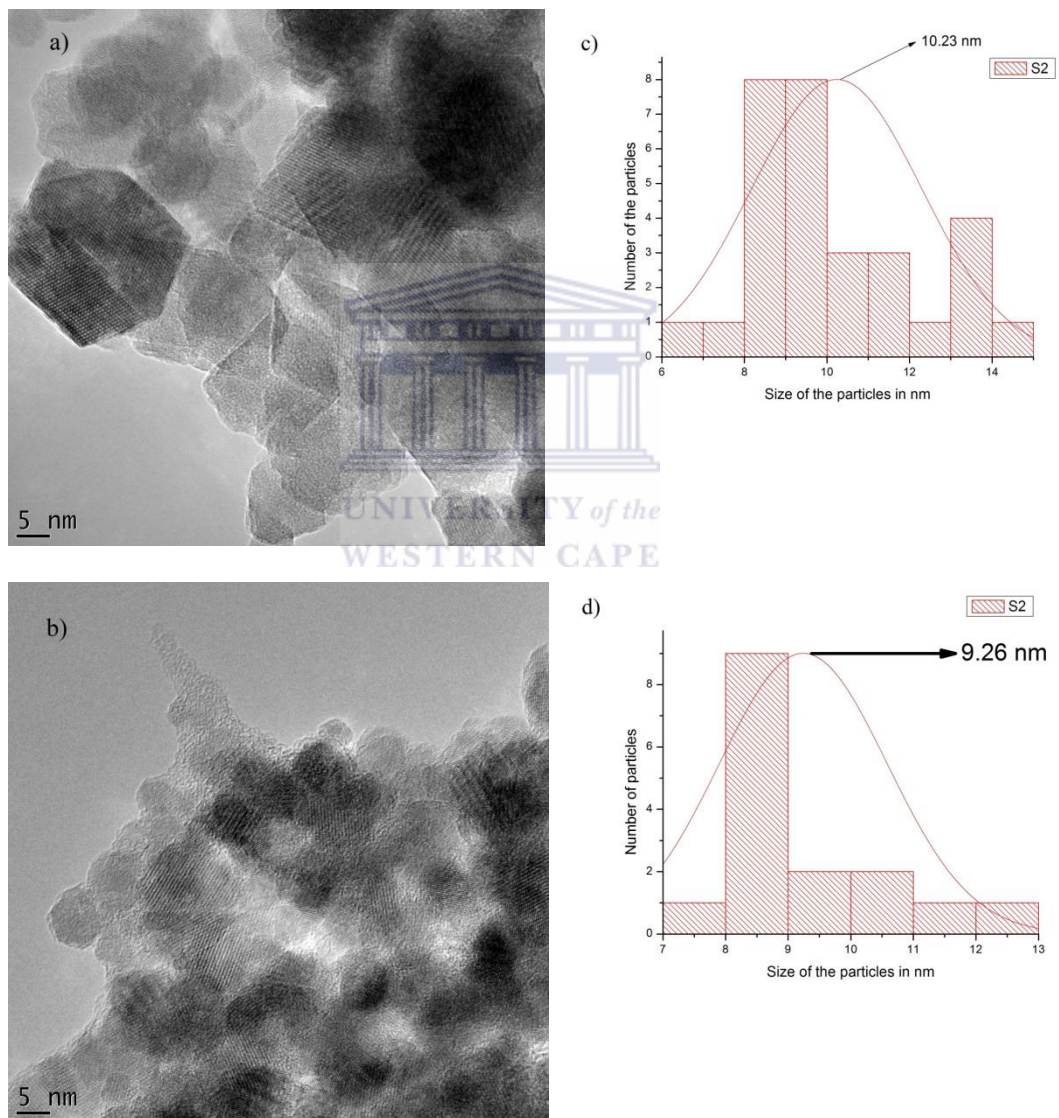 a)
5 nm
c)
10.23 nm
S2
Number of the particles
8
7
6
5
4
3
2
1
0
6
8
10
12
14
Size of the particles in nm
UNIVERSITY of the
WESTERN CAPE
b)
5 nm
d)
S2
9.26 nm
Number of particles
8
6
4
2
0
7
8
9
10
11
12
13
Size of the particles in nm